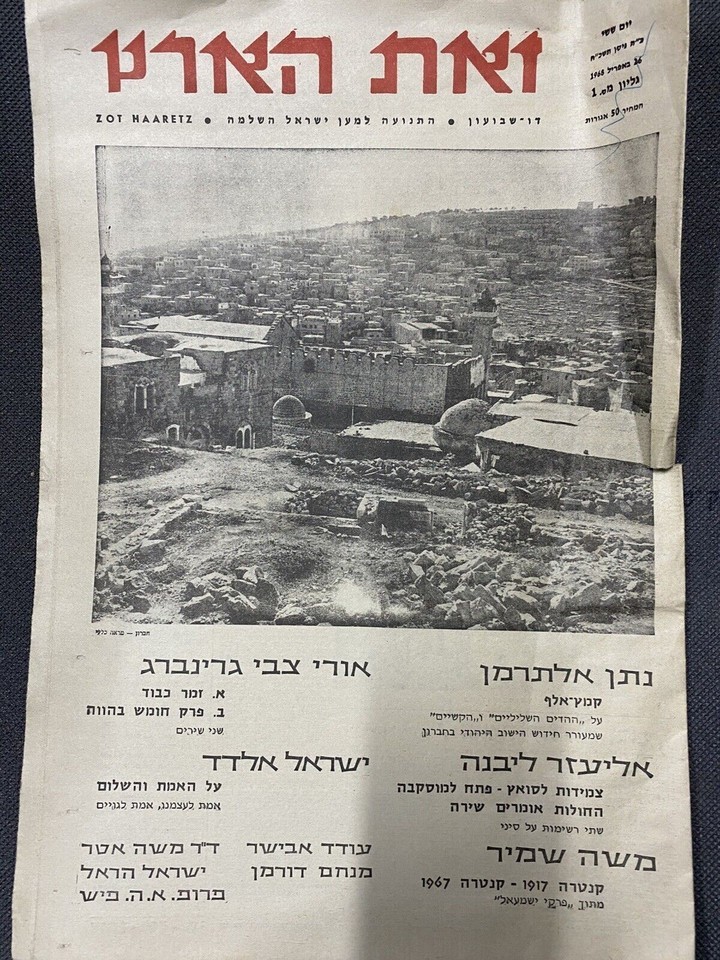 זאת הארץ
יום ששי
כ״ח ניסן תשכ״ח
26 באפריל 1968
גליון מס. 1
המחיר 50 אגורות
דו־שבועון • התנועה למען ישראל השלמה • ZOT HAARETZ
חברון — מראה כללי
נתן אלתרמן
קמץ־אלף
על „ההדים השליליים״ ו„הקשיים״
שמעורר חידוש הישוב היהודי בחברון
אליעזר ליבנה
צמידות לסואץ - פתח למוסקבה
החולות אומרים שירה
שתי רשימות על סיני
משה שמיר
קנטרה 1917 - קנטרה 1967
מתוך „פרקי ישמעאל״
אורי צבי גרינברג
א. זמר כבוד
ב. פרק חומש בהוות
שני שירים
ישראל אלדד
על האמת והשלום
אמת לעצמנו, אמת לגויים
עודד אבישר
מנחם דורמן
ד״ר משה אטר
ישראל הראל
פרופ. א.ה. פיש